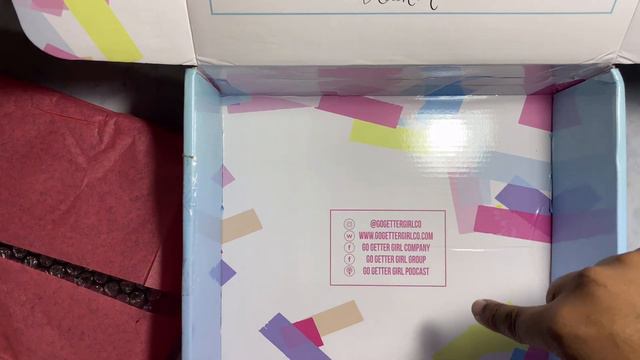 @GOGETTERGIRLCO
WWW.GOGETTERGIRLCO.COM
GO GETTER GIRL COMPANY
GO GETTER GIRL GROUP
GO GETTER GIRL PODCAST